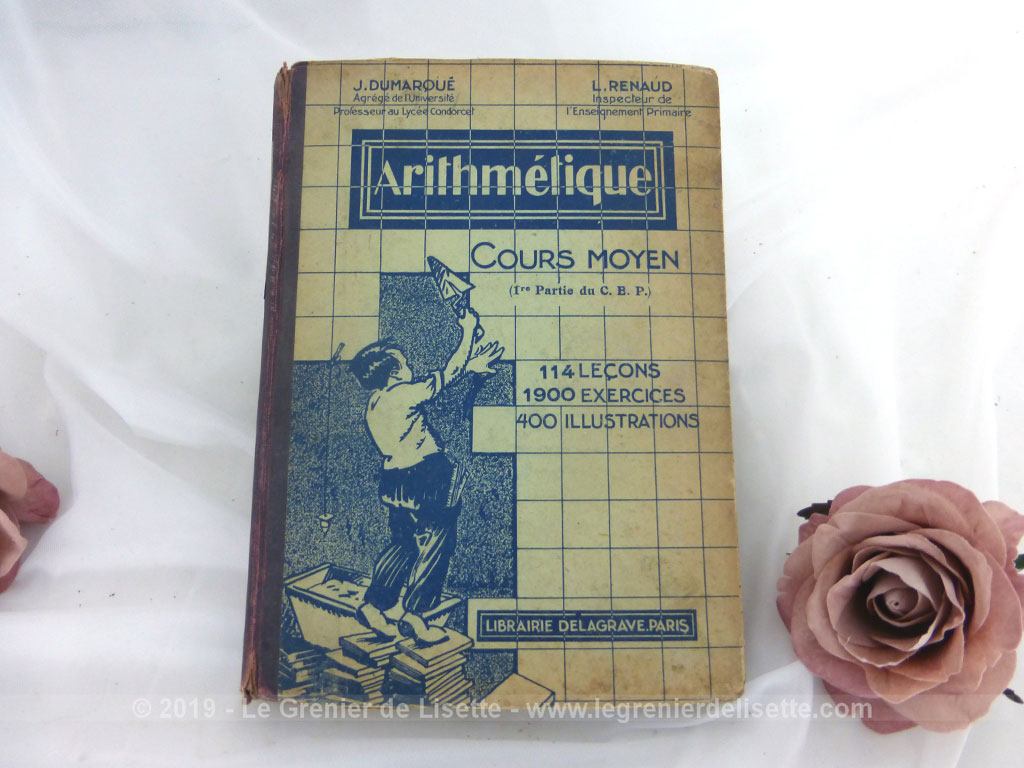 J. DUMARQUÉ
Agrégé de l'Université
Professeur au Lycée Condorcet
L. RENAUD
Inspecteur de
l'Enseignement Primaire
Arithmétique
COURS MOYEN
(1re Partie du C. E. P.)
114 LEÇONS
1900 EXERCICES
400 ILLUSTRATIONS
LIBRAIRIE DELAGRAVE.PARIS
© 2019 - Le Grenier de Lisette - www.legrenierdelisette.com